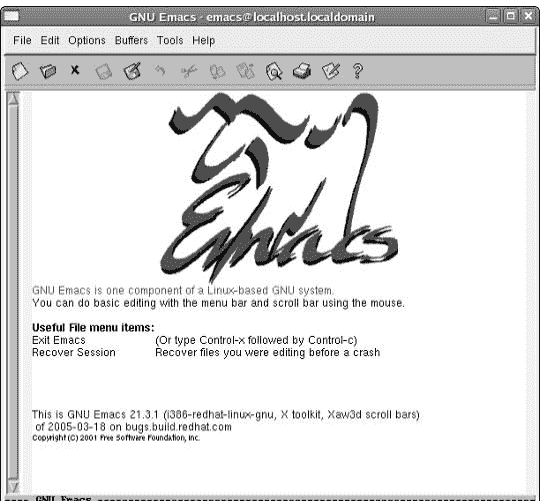 GNU Emacs - emacs@localhost.localdomain
File Edit Options Buffers Tools Help
Emacs
GNU Emacs is one component of a Linux-based GNU system.
You can do basic editing with the menu bar and scroll bar using the mouse.
Useful File menu items:
Exit Emacs (Or type Control-x followed by Control-c)
Recover Session Recover files you were editing before a crash
This is GNU Emacs 21.3.1 (i386-redhat-linux-gnu, X toolkit, Xaw3d scroll bars)
of 2005-03-18 on bugs.build.redhat.com
Copyright (C) 2001 Free Software Foundation, Inc.
GNU Emacs